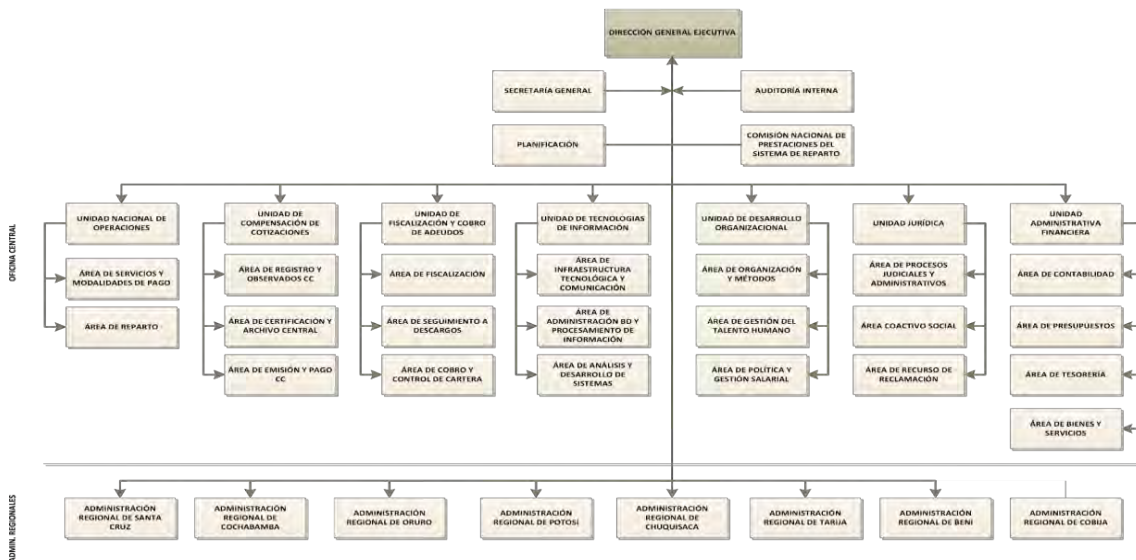 DIRECCIÓN GENERAL EJECUTIVA
SECRETARÍA GENERAL
AUDITORÍA INTERNA
PLANIFICACIÓN
COMISIÓN NACIONAL DE
PRESTACIONES DEL
SISTEMA DE REPARTO
OFICINA CENTRAL
UNIDAD NACIONAL DE
OPERACIONES
ÁREA DE SERVICIOS Y
MODALIDADES DE PAGO
ÁREA DE REPARTO
UNIDAD DE
COMPENSACIÓN DE
COTIZACIONES
ÁREA DE REGISTRO Y
OBSERVADOS CC
ÁREA DE CERTIFICACIÓN Y
ARCHIVO CENTRAL
ÁREA DE EMISIÓN Y PAGO
CC
UNIDAD DE
FISCALIZACIÓN Y COBRO
DE ADEUDOS
ÁREA DE FISCALIZACIÓN
ÁREA DE SEGUIMIENTO A
DESCARGOS
ÁREA DE COBRO Y
CONTROL DE CARTERA
UNIDAD DE TECNOLOGIAS
DE INFORMACIÓN
ÁREA DE
INFRAESTRUCTURA
TECNOLÓGICA Y
COMUNICACIÓN
ÁREA DE
ADMINISTRACIÓN BD Y
PROCESAMIENTO DE
INFORMACIÓN
ÁREA DE ANÁLISIS Y
DESARROLLO DE
SISTEMAS
UNIDAD DE DESARROLLO
ORGANIZACIONAL
ÁREA DE ORGANIZACIÓN
Y MÉTODOS
ÁREA DE GESTIÓN DEL
TALENTO HUMANO
ÁREA DE POLÍTICA Y
GESTIÓN SALARIAL
UNIDAD JURÍDICA
ÁREA DE PROCESOS
JUDICIALES Y
ADMINISTRATIVOS
ÁREA COACTIVO SOCIAL
ÁREA DE RECURSO DE
RECLAMACIÓN
UNIDAD
ADMINISTRATIVA
FINANCIERA
ÁREA DE CONTABILIDAD
ÁREA DE PRESUPUESTOS
ÁREA DE TESORERÍA
ÁREA DE BIENES Y
SERVICIOS
ADMIN. REGIONALES
ADMINISTRACIÓN
REGIONAL DE SANTA
CRUZ
ADMINISTRACIÓN
REGIONAL DE
COCHABAMBA
ADMINISTRACIÓN
REGIONAL DE ORURO
ADMINISTRACIÓN
REGIONAL DE POTOSÍ
ADMINISTRACIÓN
REGIONAL DE
CHUQUISACA
ADMINISTRACIÓN
REGIONAL DE TARIJA
ADMINISTRACIÓN
REGIONAL DE BENI
ADMINISTRACIÓN
REGIONAL DE COBIJA